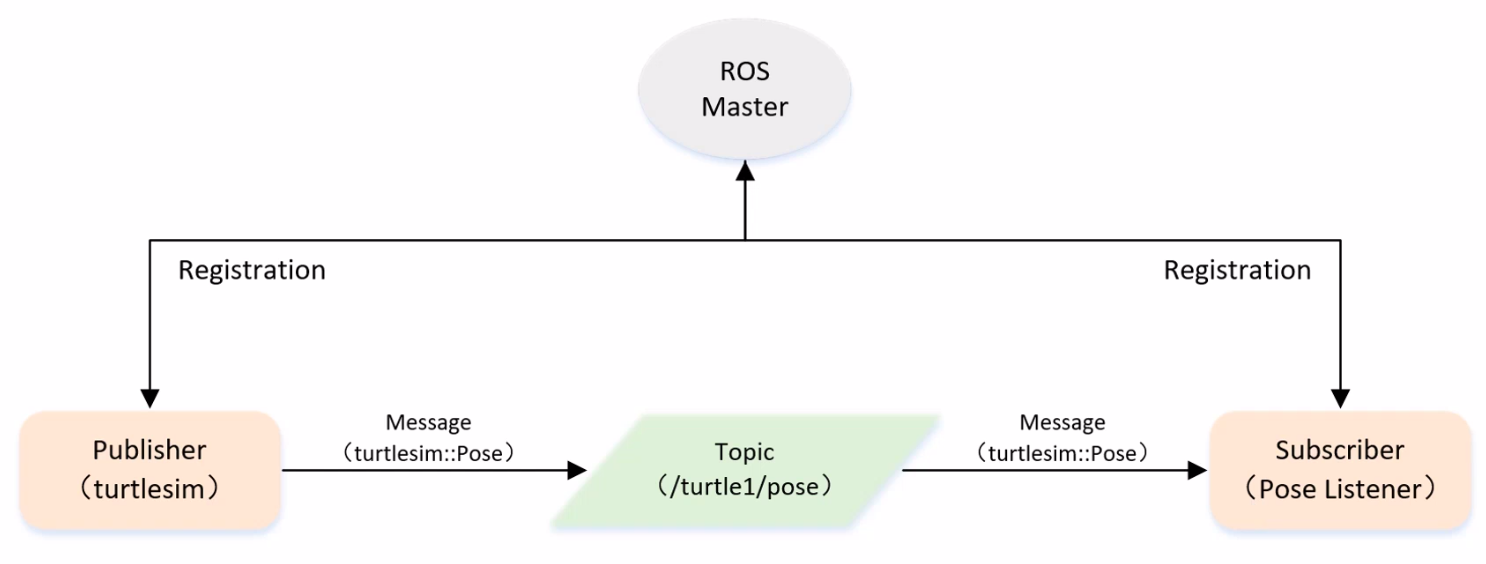 ROS
Master
Registration
Registration
Message
（turtlesim::Pose）
Message
（turtlesim::Pose）
Publisher
（turtlesim）
Topic
（/turtle1/pose）
Subscriber
（Pose Listener）